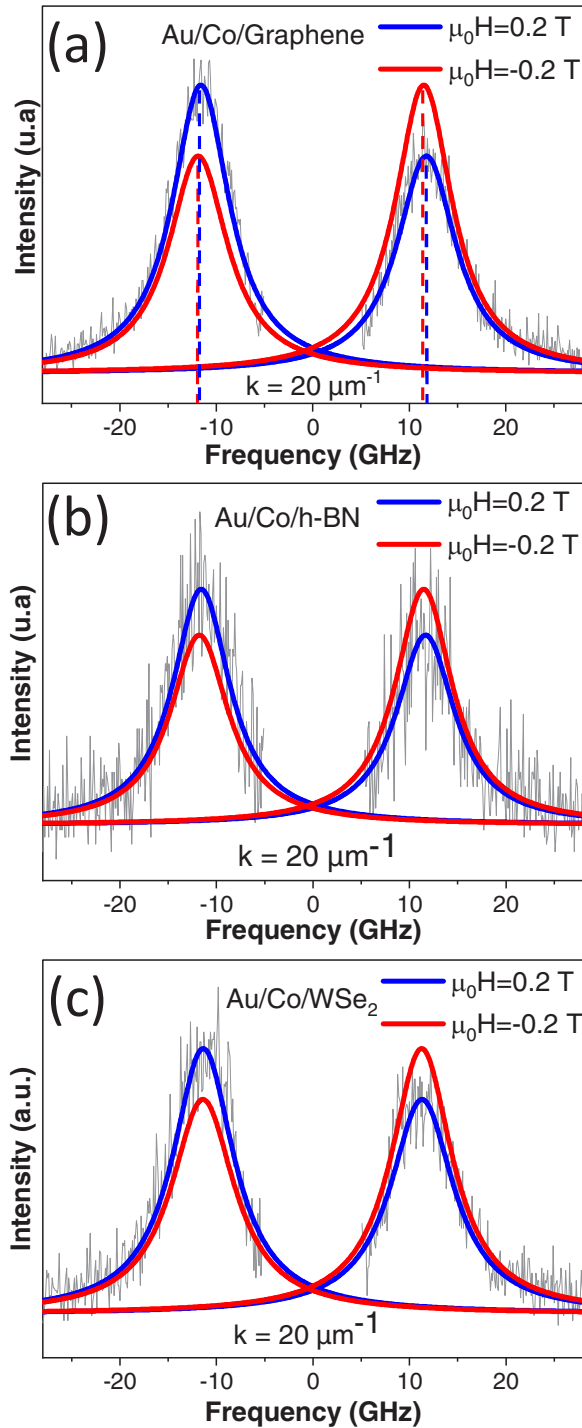 (a)
Au/Co/Graphene
μ₀H=0.2 T
μ₀H=-0.2 T
Intensity (u.a)
k = 20 μm⁻¹
-20 -10 0 10 20
Frequency (GHz)
(b)
Au/Co/h-BN
μ₀H=0.2 T
μ₀H=-0.2 T
Intensity (u.a)
k = 20 μm⁻¹
-20 -10 0 10 20
Frequency (GHz)
(c)
Au/Co/WSe₂
μ₀H=0.2 T
μ₀H=-0.2 T
Intensity (a.u.)
k = 20 μm⁻¹
-20 -10 0 10 20
Frequency (GHz)